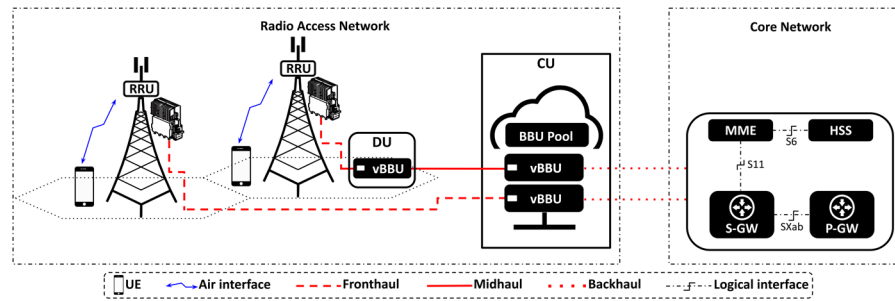 Radio Access Network
Core Network
CU
RRU
RRU
DU
BBU Pool
MME
HSS
S6
vBBU
vBBU
S11
vBBU
S-GW
SXab
P-GW
UE
Air interface
Fronthaul
Midhaul
Backhaul
Logical interface